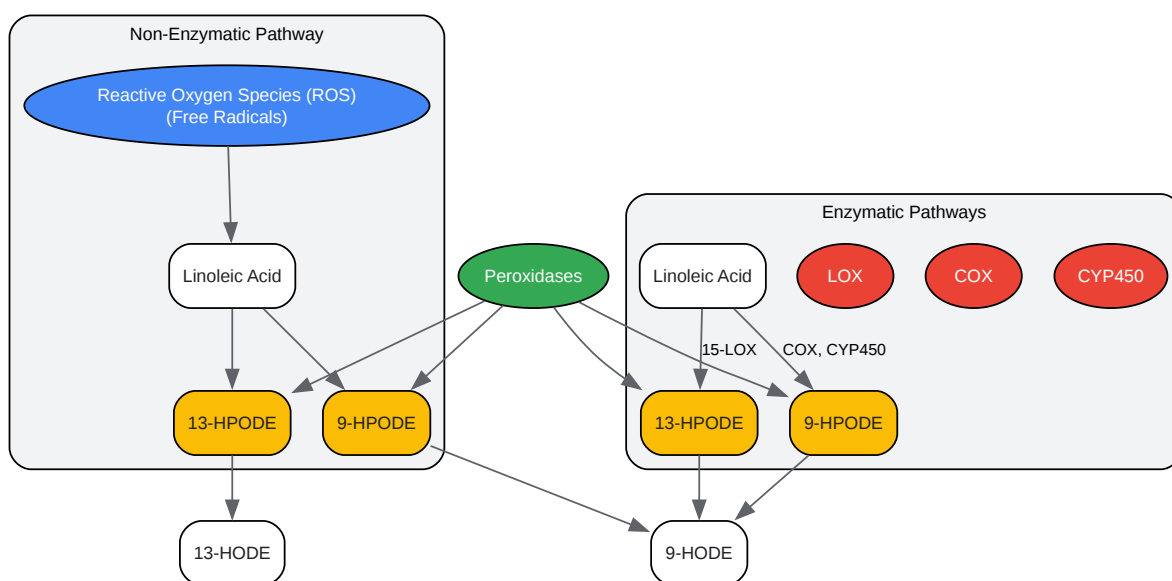 Non-Enzymatic Pathway
Reactive Oxygen Species (ROS)
(Free Radicals)
Enzymatic Pathways
Linoleic Acid
Peroxidases
Linoleic Acid
LOX
COX
CYP450
15-LOX
COX, CYP450
13-HPODE
9-HPODE
13-HPODE
9-HPODE
13-HODE
9-HODE